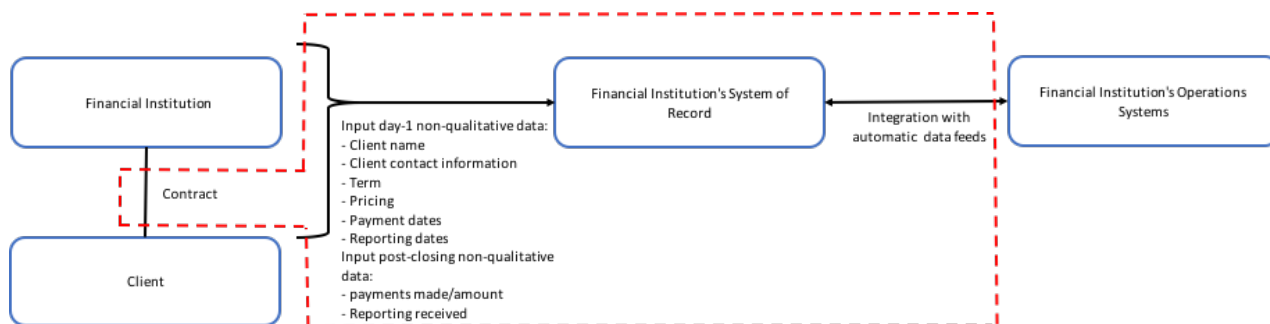 Financial Institution
Contract
Client
Input day-1 non-qualitative data:
- Client name
- Client contact information
- Term
- Pricing
- Payment dates
- Reporting dates
Input post-closing non-qualitative
data:
- payments made/amount
- Reporting received
Financial Institution's System of
Record
Integration with
automatic data feeds
Financial Institution's Operations
Systems